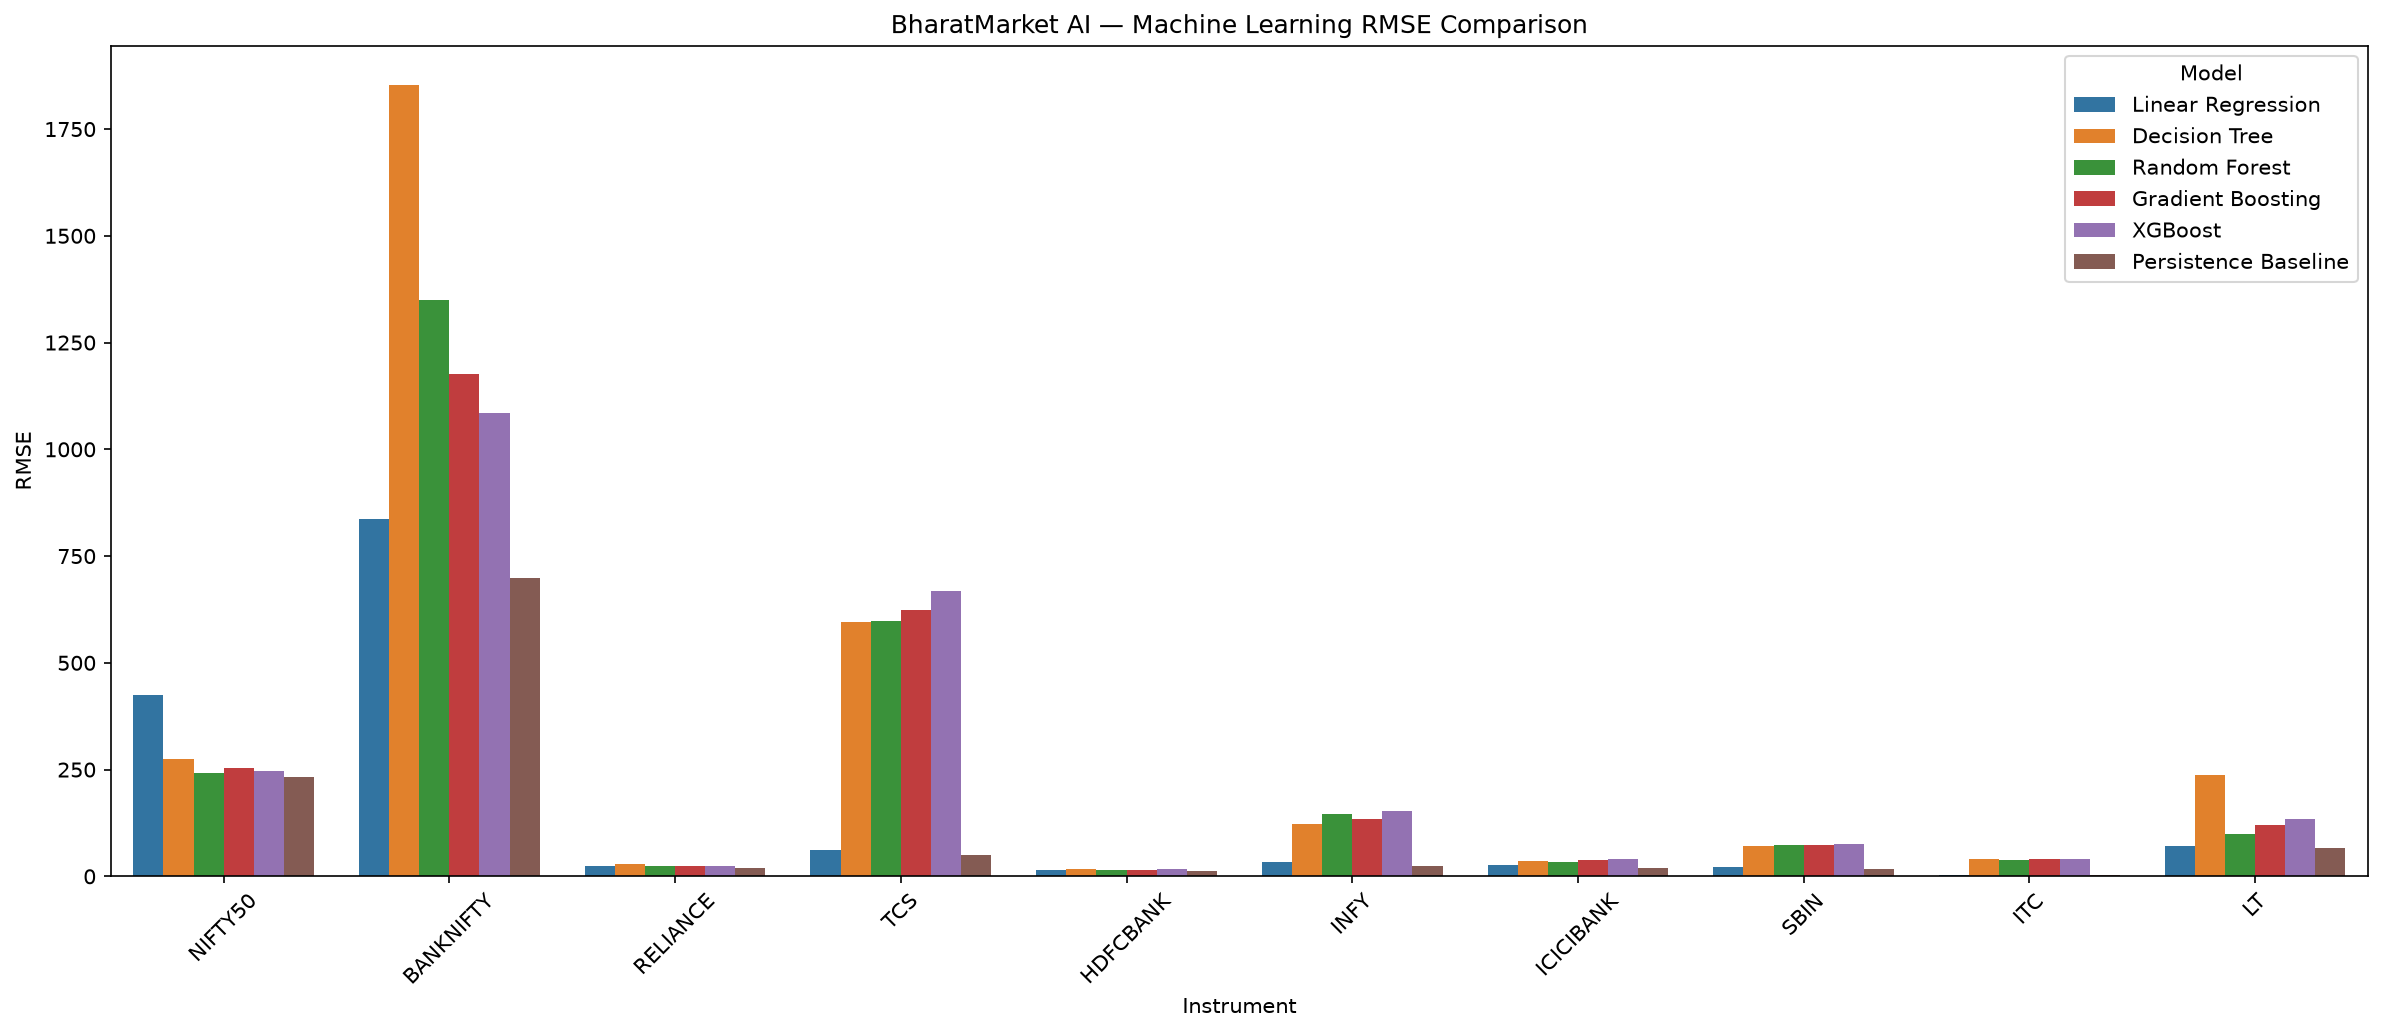 BharatMarket AI — Machine Learning RMSE Comparison
Model
Linear Regression
Decision Tree
Random Forest
Gradient Boosting
XGBoost
Persistence Baseline
RMSE
1750
1500
1250
1000
750
500
250
0
NIFTY50
BANKNIFTY
RELIANCE
TCS
HDFCBANK
INFY
ICICIBANK
SBIN
ITC
LT
Instrument